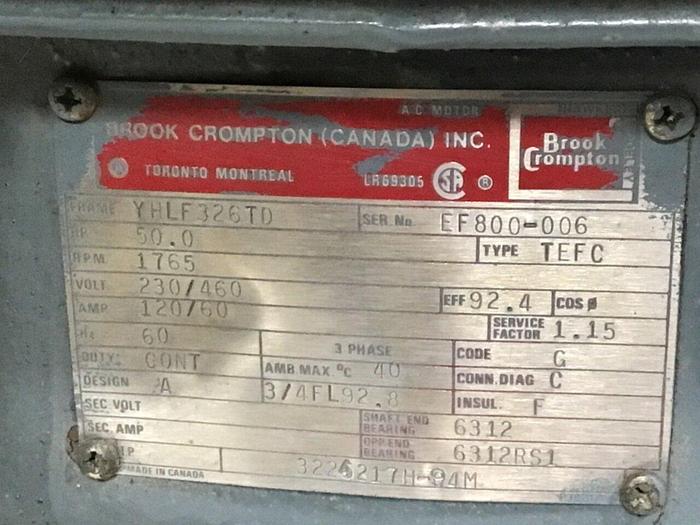 A.C. MOTOR
BROOK CROMPTON (CANADA) INC.
Brook Crompton
® TORONTO MONTREAL LR69305 SA ®
FRAME YHLF326TD SER. No. EF800-006
HP. 50.0 TYPE TEFC
R.P.M. 1765
VOLT. 230/460 EFF 92.4 COS ø
AMP. 120/60 SERVICE FACTOR 1.15
Hz 60 3 PHASE CODE G
DUTY: CONT AMB. MAX °C 40 CONN. DIAG C
DESIGN A 3/4FL92.8 INSUL. F
SEC VOLT SHAFT END BEARING 6312
SEC. AMP OPP. END BEARING 6312RS1
MADE IN CANADA